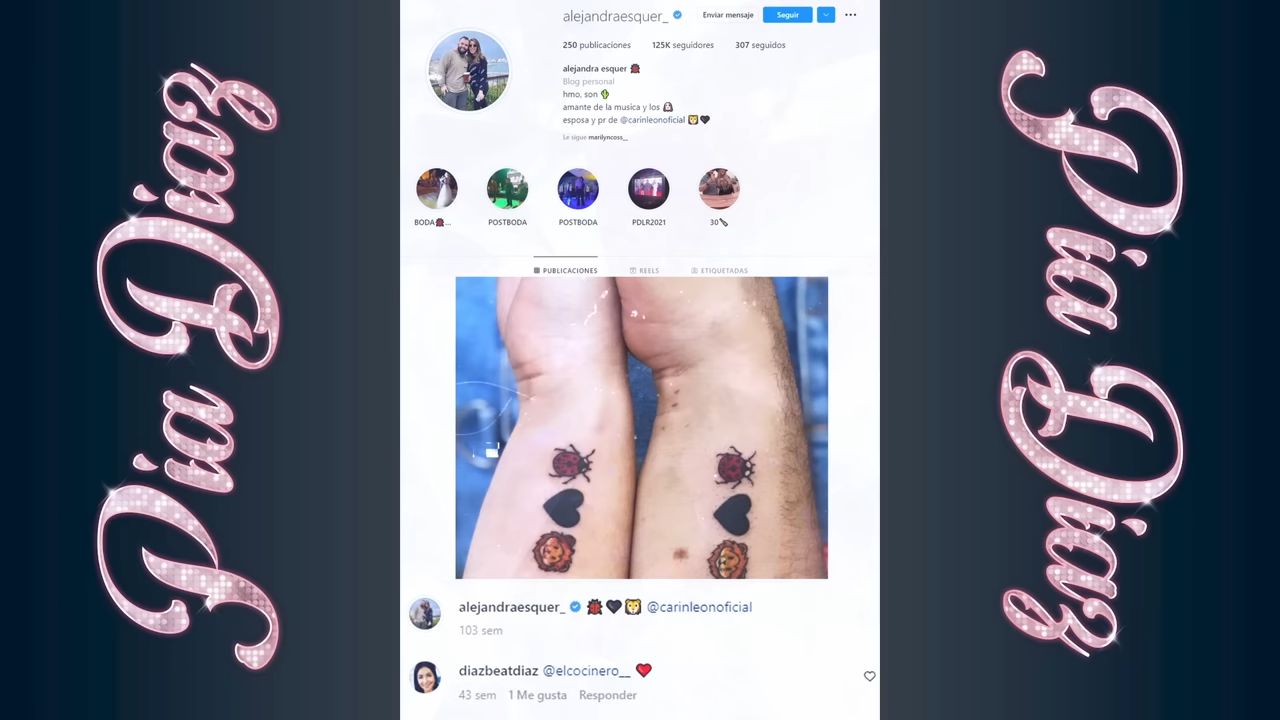 Pia Diaz
alejandraesquer_ Enviar mensaje Seguir
250 publicaciones 125K seguidores 307 seguidos
alejandra esquer 🐞
Blog personal
hmo, son 🌵
amante de la musica y los 🐶
esposa y pr de @carinleonoficial 🦁🖤
Le sigue marilyncoss__
BODA🐞... POSTBODA POSTBODA PDLR2021 30🍾
PUBLICACIONES REELS ETIQUETADAS
alejandraesquer_ 🐞🖤🦁 @carinleonoficial
103 sem
diazbeatdiaz @elcocinero__ ❤️
43 sem 1 Me gusta Responder
Pia Diaz